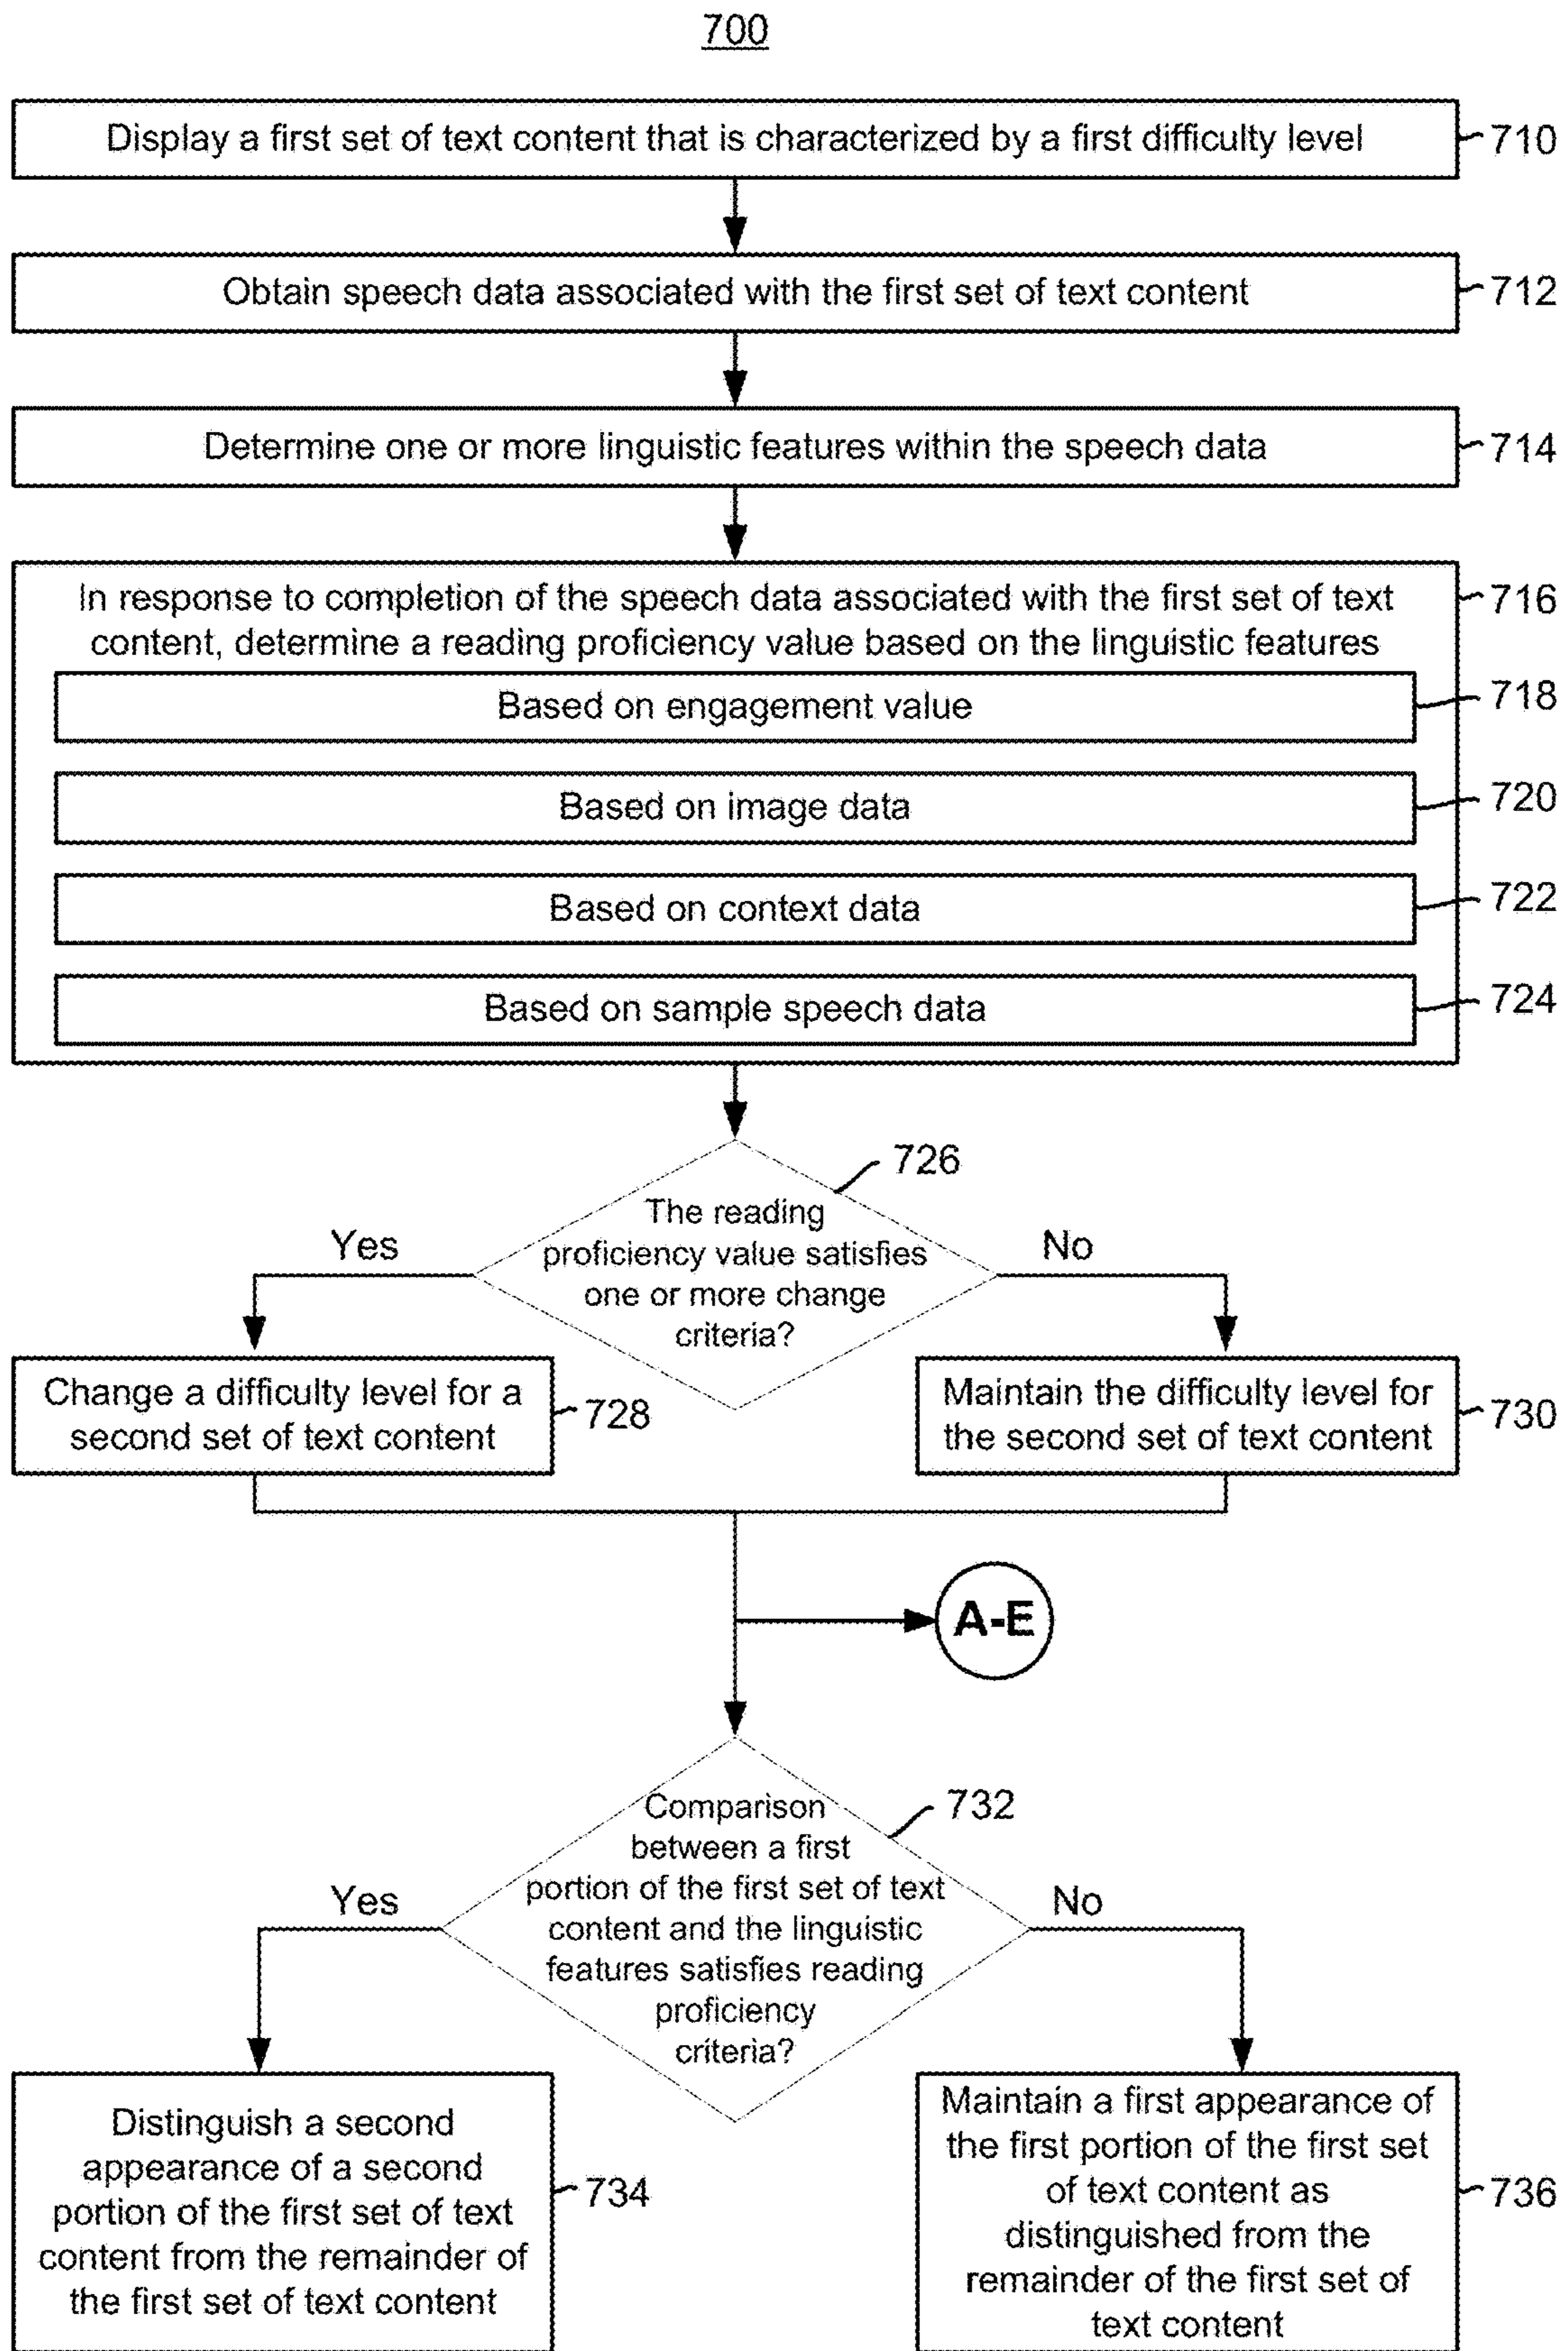 700
Display a first set of text content that is characterized by a first difficulty level
710
Obtain speech data associated with the first set of text content
712
Determine one or more linguistic features within the speech data
714
In response to completion of the speech data associated with the first set of text
content, determine a reading proficiency value based on the linguistic features
716
Based on engagement value
718
Based on image data
720
Based on context data
722
Based on sample speech data
724
726
The reading
proficiency value satisfies
one or more change
criteria?
Yes
No
Change a difficulty level for a
second set of text content
728
Maintain the difficulty level for
the second set of text content
730
A-E
732
Comparison
between a first
portion of the first set of text
content and the linguistic
features satisfies reading
proficiency
criteria?
Yes
No
Distinguish a second
appearance of a second
portion of the first set of text
content from the remainder of
the first set of text content
734
Maintain a first appearance of
the first portion of the first set
of text content as
distinguished from the
remainder of the first set of
text content
736